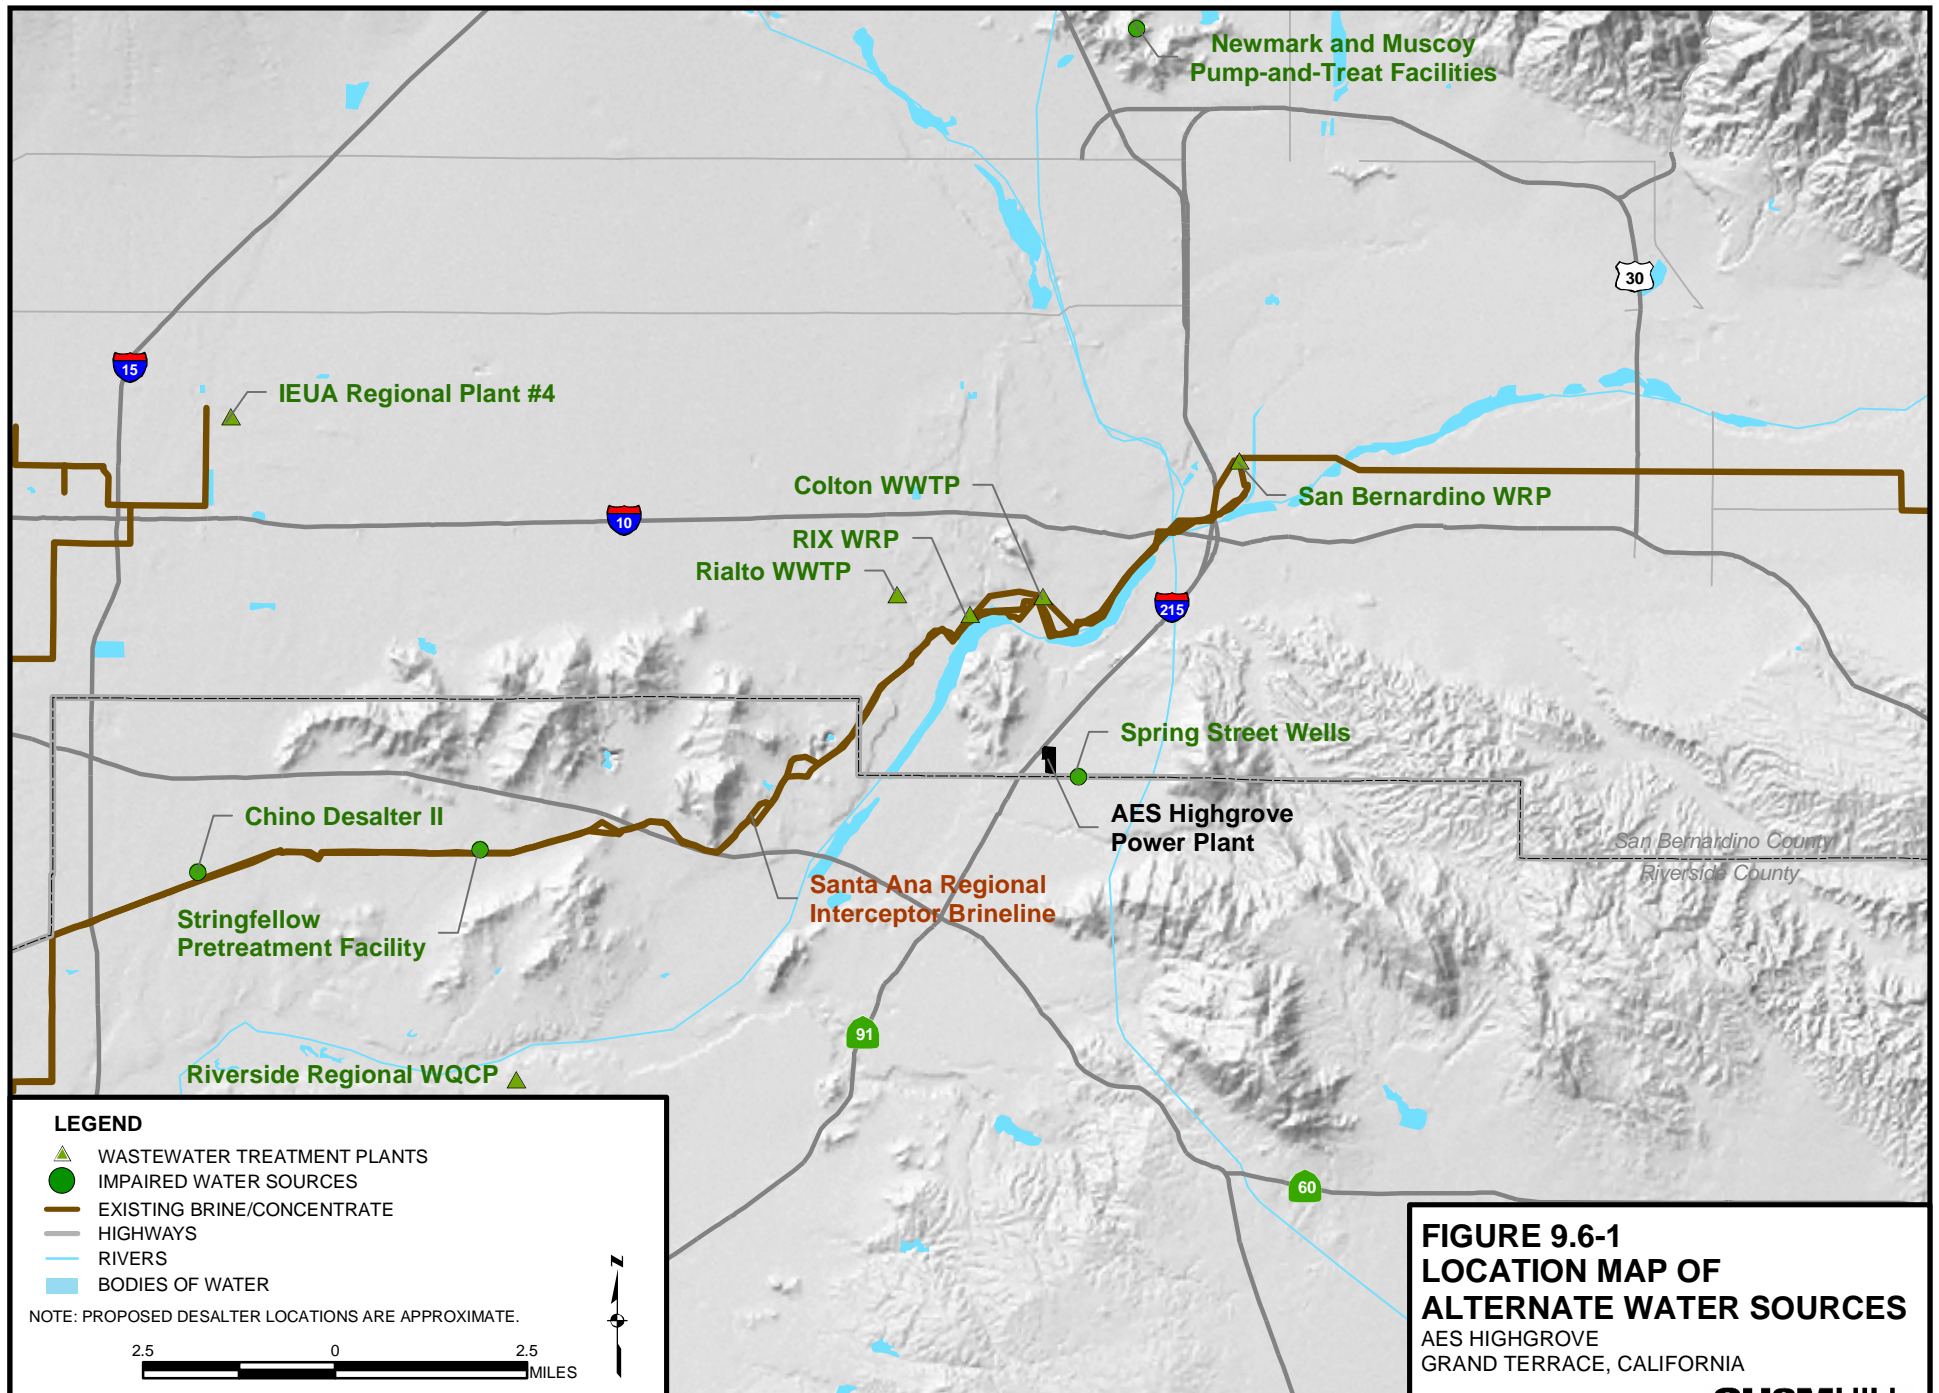 Newmark and Muscoy
Pump-and-Treat Facilities
30
15
IEUA Regional Plant #4
Colton WWTP
San Bernardino WRP
10
RIX WRP
Rialto WWTP
215
Spring Street Wells
Chino Desalter II
AES Highgrove
Power Plant
San Bernardino County
Riverside County
Santa Ana Regional
Interceptor Brineline
Stringfellow
Pretreatment Facility
91
Riverside Regional WQCP
60
LEGEND
WASTEWATER TREATMENT PLANTS
IMPAIRED WATER SOURCES
EXISTING BRINE/CONCENTRATE
HIGHWAYS
RIVERS
BODIES OF WATER
NOTE: PROPOSED DESALTER LOCATIONS ARE APPROXIMATE.
N
2.5 0 2.5
MILES
FIGURE 9.6-1
LOCATION MAP OF
ALTERNATE WATER SOURCES
AES HIGHGROVE
GRAND TERRACE, CALIFORNIA